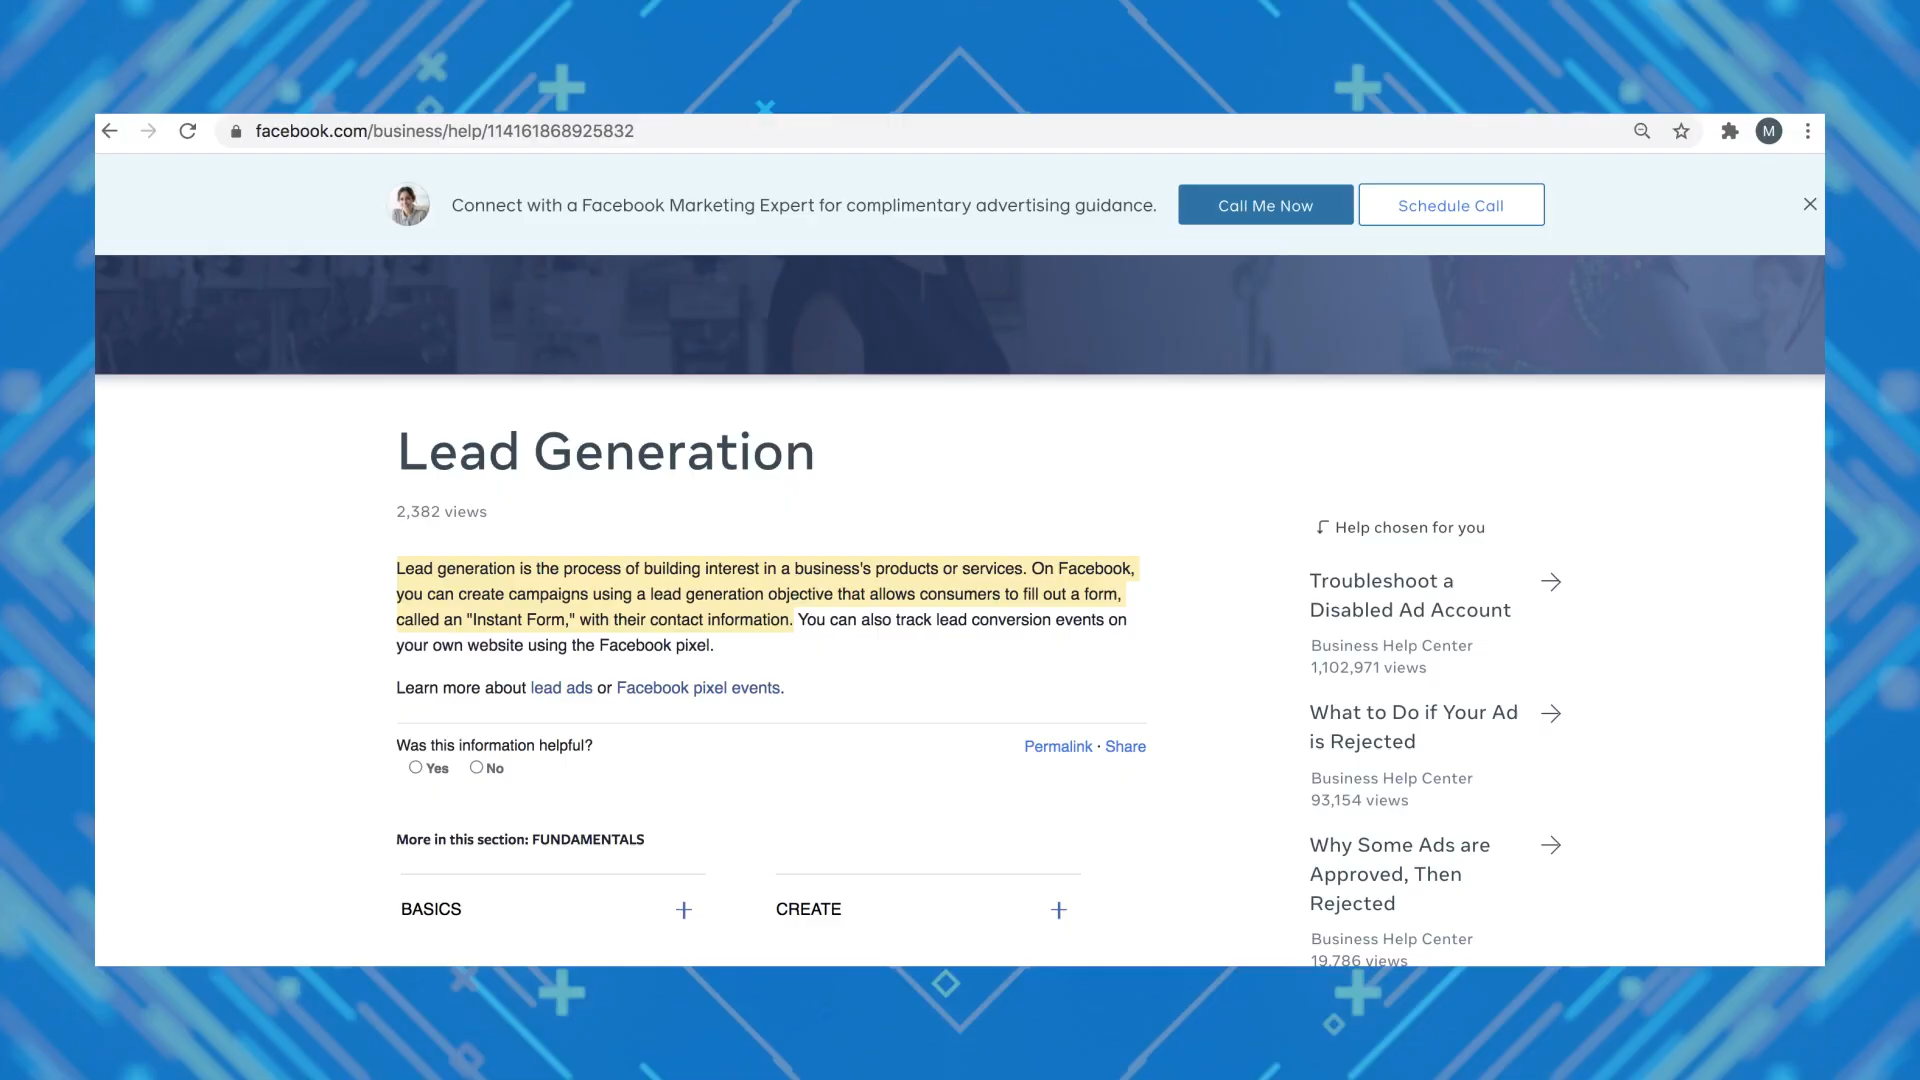 facebook.com/business/help/114161868925832
M
Connect with a Facebook Marketing Expert for complimentary advertising guidance.
Call Me Now
Schedule Call
Lead Generation
2,382 views
Lead generation is the process of building interest in a business's products or services. On Facebook,
you can create campaigns using a lead generation objective that allows consumers to fill out a form,
called an "Instant Form," with their contact information. You can also track lead conversion events on
your own website using the Facebook pixel.
Learn more about lead ads or Facebook pixel events.
Was this information helpful?
Permalink · Share
Yes No
More in this section: FUNDAMENTALS
BASICS
CREATE
Help chosen for you
Troubleshoot a
Disabled Ad Account
Business Help Center
1,102,971 views
What to Do if Your Ad
is Rejected
Business Help Center
93,154 views
Why Some Ads are
Approved, Then
Rejected
Business Help Center
19,786 views